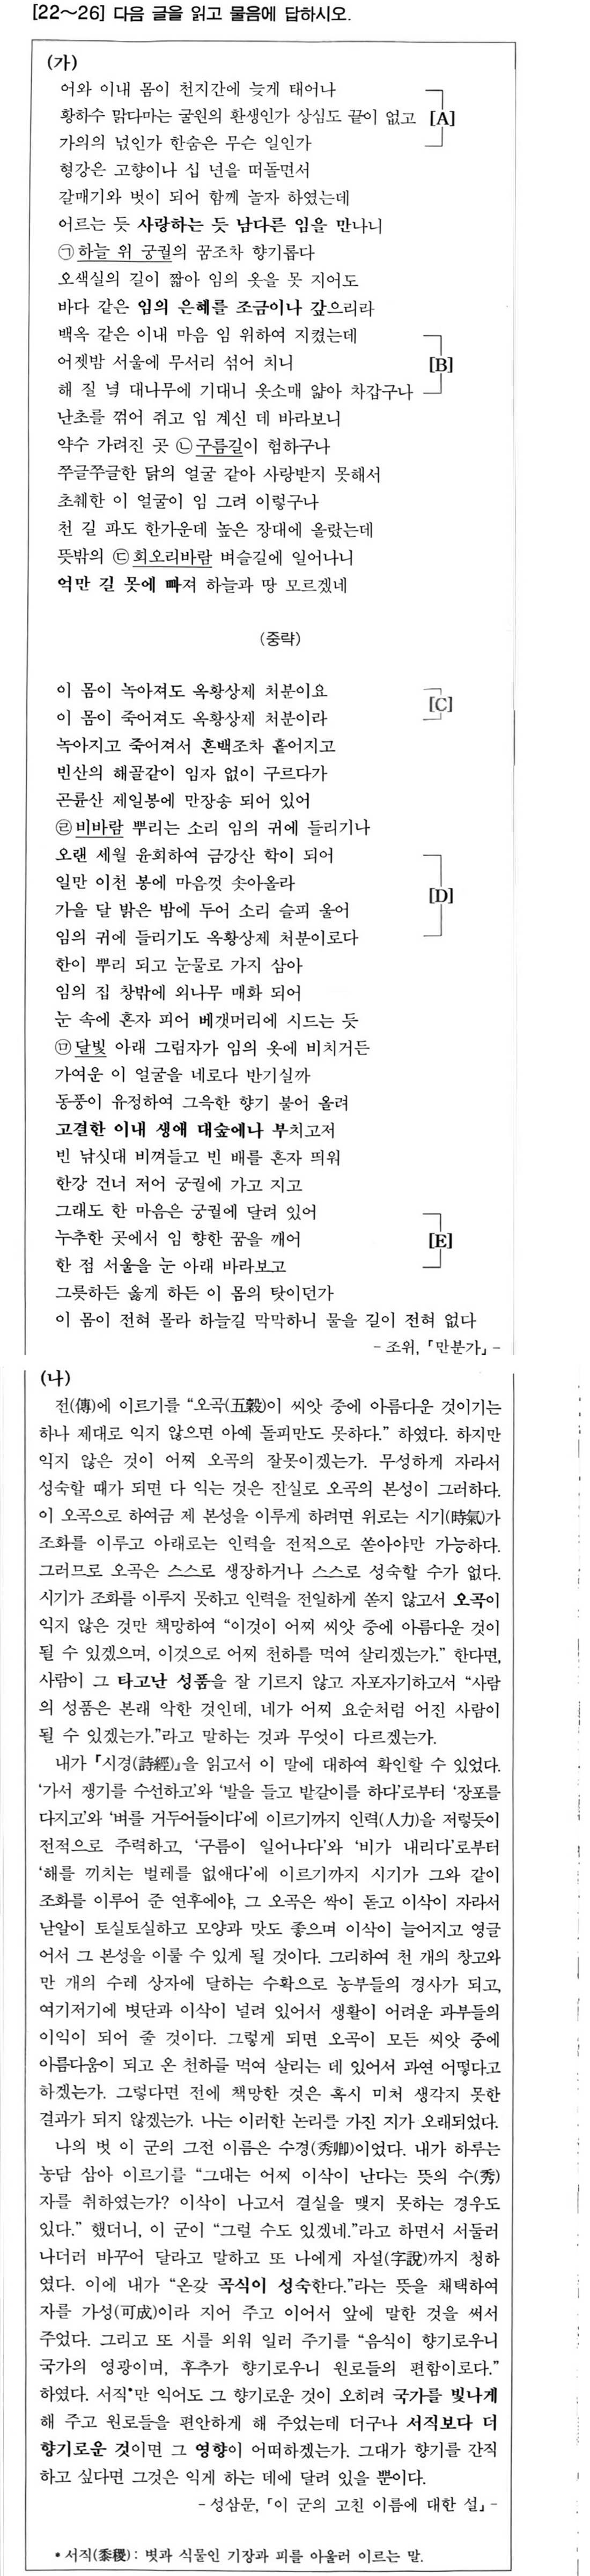 [22～26] 다음 글을 읽고 물음에 답하시오.
(가)
어와 이내 몸이 천지간에 늦게 태어나
황하수 맑다마는 굴원의 환생인가 상심도 끝이 없고 [A]
가의의 넋인가 한숨은 무슨 일인가
형강은 고향이나 십 년을 떠돌면서
갈매기와 벗이 되어 함께 놀자 하였는데
어르는 듯 사랑하는 듯 남다른 임을 만나니
㉠하늘 위 궁궐의 꿈조차 향기롭다
오색실의 길이 짧아 임의 옷을 못 지어도
바다 같은 임의 은혜를 조금이나 갚으리라
백옥 같은 이내 마음 임 위하여 지켰는데
어젯밤 서울에 무서리 섞어 치니 [B]
해 질 녘 대나무에 기대니 옷소매 얇아 차갑구나
난초를 꺾어 쥐고 임 계신 데 바라보니
약수 가려진 곳 ㉡구름길이 험하구나
쭈글쭈글한 닭의 얼굴 같아 사랑받지 못해서
초췌한 이 얼굴이 임 그려 이렇구나
천 길 파도 한가운데 높은 장대에 올랐는데
뜻밖의 ㉢회오리바람 벼슬길에 일어나니
억만 길 못에 빠져 하늘과 땅 모르겠네
(중략)
이 몸이 녹아져도 옥황상제 처분이요 [C]
이 몸이 죽어져도 옥황상제 처분이라
녹아지고 죽어져서 혼백조차 흩어지고
빈산의 해골같이 임자 없이 구르다가
곤륜산 제일봉에 만장송 되어 있어
㉣비바람 뿌리는 소리 임의 귀에 들리기나
오랜 세월 윤회하여 금강산 학이 되어
일만 이천 봉에 마음껏 솟아올라 [D]
가을 달 밝은 밤에 두어 소리 슬피 울어
임의 귀에 들리기도 옥황상제 처분이로다
한이 뿌리 되고 눈물로 가지 삼아
임의 집 창밖에 외나무 매화 되어
눈 속에 혼자 피어 베갯머리에 시드는 듯
㉤달빛 아래 그림자가 임의 옷에 비치거든
가여운 이 얼굴을 네로다 반기실까
동풍이 유정하여 그윽한 향기 불어 올려
고결한 이내 생애 대숲에나 부치고저
빈 낚싯대 비껴들고 빈 배를 혼자 띄워
한강 건너 저어 궁궐에 가고 지고
그래도 한 마음은 궁궐에 달려 있어
누추한 곳에서 임 향한 꿈을 깨어 [E]
한 점 서울을 눈 아래 바라보고
그릇하든 옳게 하든 이 몸의 탓이런가
이 몸이 전혀 몰라 하늘길 막막하니 물을 길이 전혀 없다
- 조위, 「만분가」 -
(나)
전(傳)에 이르기를 “오곡(五穀)이 씨앗 중에 아름다운 것이기는
하나 제대로 익지 않으면 아예 돌피만도 못하다.” 하였다. 하지만
익지 않은 것이 어찌 오곡의 잘못이겠는가. 무성하게 자라서
성숙할 때가 되면 다 익는 것은 진실로 오곡의 본성이 그러하다.
이 오곡으로 하여금 제 본성을 이루게 하려면 위로는 시기(時氣)가
조화를 이루고 아래로는 인력을 전적으로 쏟아야만 가능하다.
그러므로 오곡은 스스로 생장하거나 스스로 성숙할 수가 없다.
시기가 조화를 이루지 못하고 인력을 전일하게 쏟지 않고서 오곡이
익지 않은 것만 책망하여 “이것이 어찌 씨앗 중에 아름다운 것이
될 수 있겠으며, 이것으로 어찌 천하를 먹여 살리겠는가.” 한다면,
사람이 그 타고난 성품을 잘 기르지 않고 자포자기하고서 “사람
의 성품은 본래 악한 것인데, 네가 어찌 요순처럼 어진 사람이
될 수 있겠는가.”라고 말하는 것과 무엇이 다르겠는가.
내가 『시경(詩經)』을 읽고서 이 말에 대하여 확인할 수 있었다.
‘가서 쟁기를 수선하고’와 ‘발을 들고 밭갈이를 하다’로부터 ‘장포를
다지고’와 ‘벼를 거두어들이다’에 이르기까지 인력(人力)을 저렇듯이
전적으로 주력하고, ‘구름이 일어나다’와 ‘비가 내리다’로부터
‘해를 끼치는 벌레를 없애다’에 이르기까지 시기가 그와 같이
조화를 이루어 준 연후에야, 그 오곡은 싹이 돋고 이삭이 자라서
낟알이 토실토실하고 모양과 맛도 좋으며 이삭이 늘어지고 영글
어서 그 본성을 이룰 수 있게 될 것이다. 그리하여 천 개의 창고와
만 개의 수레 상자에 달하는 수확으로 농부들의 경사가 되고,
여기저기에 볏단과 이삭이 널려 있어서 생활이 어려운 과부들의
이익이 되어 줄 것이다. 그렇게 되면 오곡이 모든 씨앗 중에
아름다움이 되고 온 천하를 먹여 살리는 데 있어서 과연 어떻다고
하겠는가. 그렇다면 전에 책망한 것은 혹시 미처 생각지 못한
결과가 되지 않겠는가. 나는 이러한 논리를 가진 지가 오래되었다.
나의 벗 이 군의 그전 이름은 수경(秀卿)이었다. 내가 하루는
농담 삼아 이르기를 “그대는 어찌 이삭이 난다는 뜻의 수(秀)
자를 취하였는가? 이삭이 나고서 결실을 맺지 못하는 경우도
있다.” 했더니, 이 군이 “그럴 수도 있겠네.”라고 하면서 서둘러
나더러 바꾸어 달라고 말하고 또 나에게 자설(字說)까지 청하
였다. 이에 내가 “온갖 곡식이 성숙한다.”라는 뜻을 채택하여
자를 가성(可成)이라 지어 주고 이어서 앞에 말한 것을 써서
주었다. 그리고 또 시를 외워 일러 주기를 “음식이 향기로우니
국가의 영광이며, 후추가 향기로우니 원로들의 편함이로다.”
하였다. 서직*만 익어도 그 향기로운 것이 오히려 국가를 빛나게
해 주고 원로들을 편안하게 해 주었는데 더구나 서직보다 더
향기로운 것이면 그 영향이 어떠하겠는가. 그대가 향기를 간직
하고 싶다면 그것은 익게 하는 데에 달려 있을 뿐이다.
- 성삼문, 「이 군의 고친 이름에 대한 설」 -
* 서직(黍稷) : 볏과 식물인 기장과 피를 아울러 이르는 말.